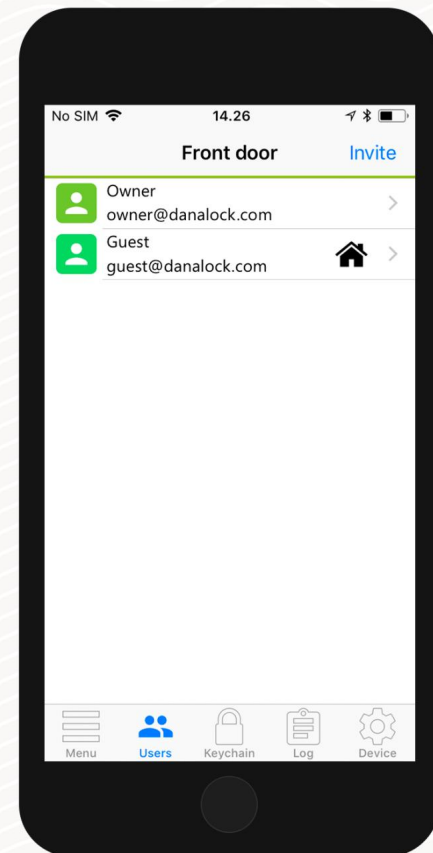 No SIM 14.26
Front door Invite
Owner
owner@danalock.com
Guest
guest@danalock.com
Menu Users Keychain Log Device